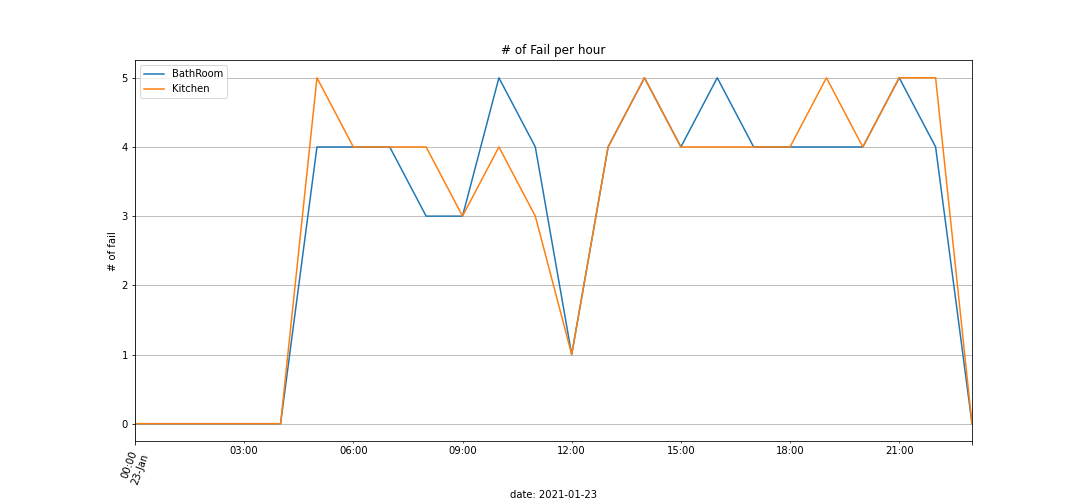 # of Fail per hour
BathRoom
Kitchen
# of fail
5
4
3
2
1
0
00:00
23-Jan
03:00
06:00
09:00
12:00
15:00
18:00
21:00
date: 2021-01-23